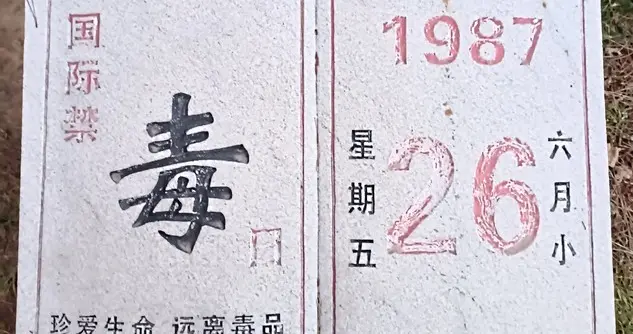 国际禁
毒
日
珍爱生命 远离毒品
1987
星期五
26
六月小